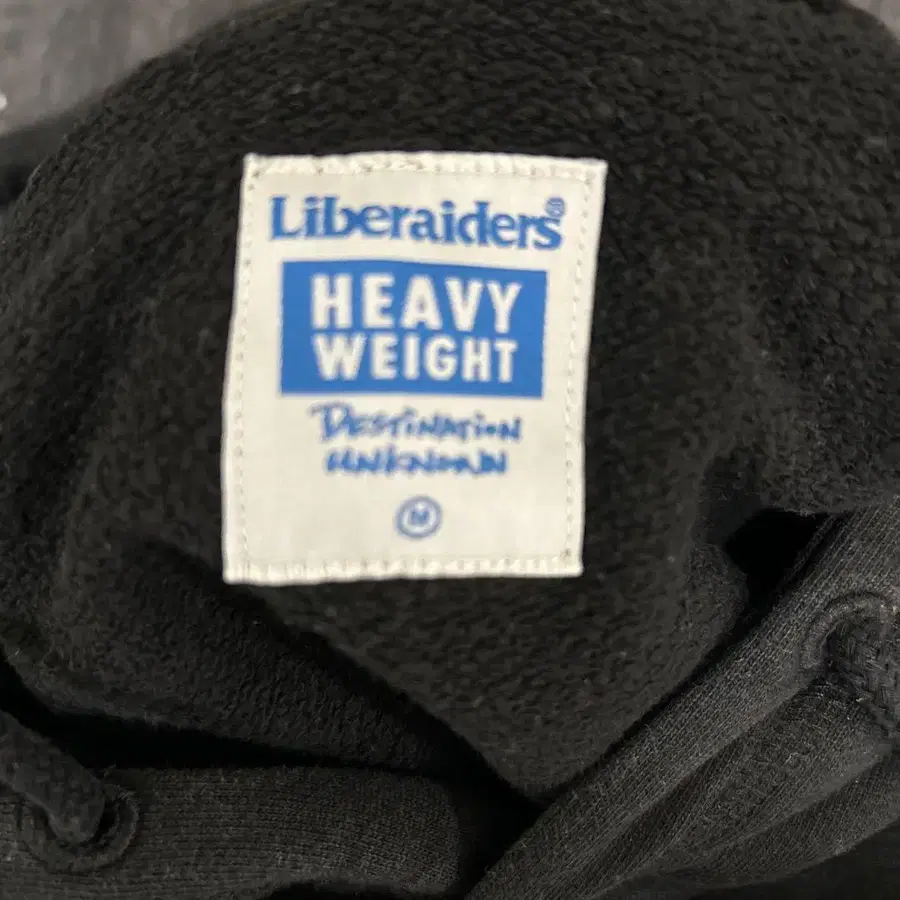 Liberaiders®
HEAVY
WEIGHT
DESTINATION
UNKNOWN
M